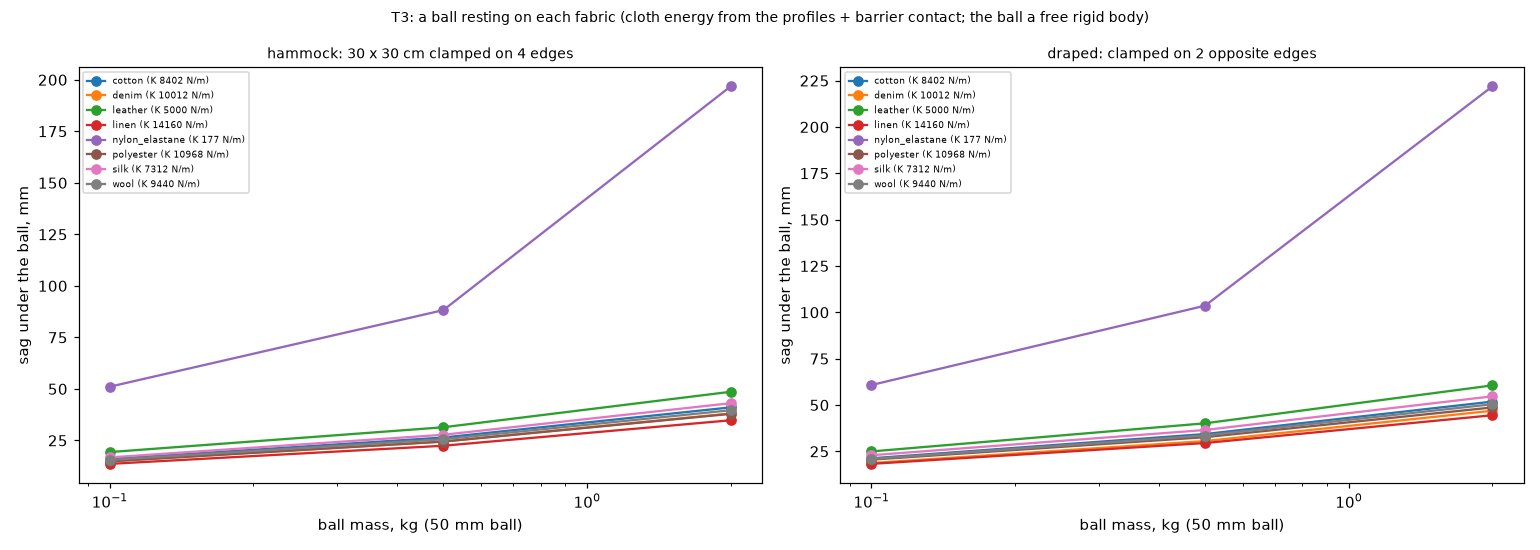 T3: a ball resting on each fabric (cloth energy from the profiles + barrier contact; the ball a free rigid body)
hammock: 30 x 30 cm clamped on 4 edges
cotton (K 8402 N/m)
denim (K 10012 N/m)
leather (K 5000 N/m)
linen (K 14160 N/m)
nylon_elastane (K 177 N/m)
polyester (K 10968 N/m)
silk (K 7312 N/m)
wool (K 9440 N/m)
200
175
150
125
100
75
50
25
sag under the ball, mm
10⁻¹
10⁰
ball mass, kg (50 mm ball)
draped: clamped on 2 opposite edges
cotton (K 8402 N/m)
denim (K 10012 N/m)
leather (K 5000 N/m)
linen (K 14160 N/m)
nylon_elastane (K 177 N/m)
polyester (K 10968 N/m)
silk (K 7312 N/m)
wool (K 9440 N/m)
225
200
175
150
125
100
75
50
25
sag under the ball, mm
10⁻¹
10⁰
ball mass, kg (50 mm ball)